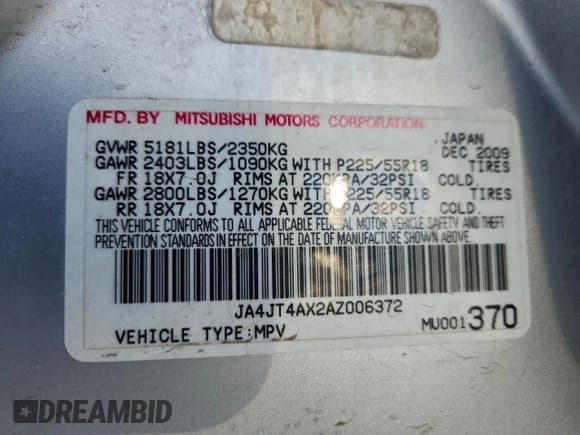 MFD. BY MITSUBISHI MOTORS CORPORATION
GVWR 5181LBS/2350KG JAPAN
GAWR 2403LBS/1090KG WITH P225/55R18 DEC 2009
FR 18X7.0J RIMS AT 220KPA/32PSI COLD. TIRES
GAWR 2800LBS/1270KG WITH P225/55R18 TIRES
RR 18X7.0J RIMS AT 220KPA/32PSI COLD.
THIS VEHICLE CONFORMS TO ALL APPLICABLE FEDERAL MOTOR VEHICLE SAFETY AND THEFT
PREVENTION STANDARDS IN EFFECT ON THE DATE OF MANUFACTURE SHOWN ABOVE.
JA4JT4AX2AZ006372
VEHICLE TYPE:MPV MU001370
DREAMBID